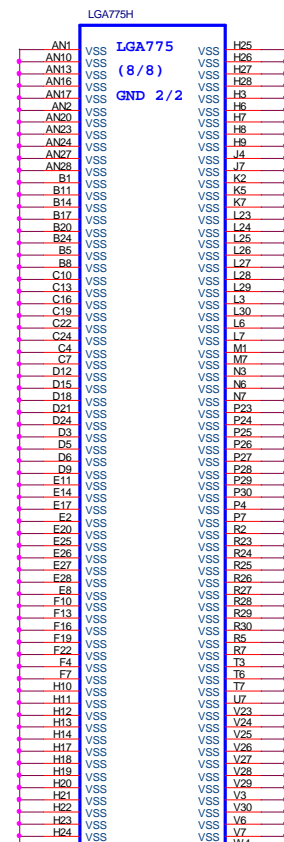 LGA775H
AN1 VSS LGA775 VSS H25
AN10 VSS VSS H26
AN13 VSS (8/8) VSS H27
AN16 VSS VSS H28
AN17 VSS GND 2/2 VSS H3
AN2 VSS VSS H6
AN20 VSS VSS H7
AN23 VSS VSS H8
AN24 VSS VSS H9
AN27 VSS VSS J4
AN28 VSS VSS J7
B1 VSS VSS K2
B11 VSS VSS K5
B14 VSS VSS K7
B17 VSS VSS L23
B20 VSS VSS L24
B24 VSS VSS L25
B5 VSS VSS L26
B8 VSS VSS L27
C10 VSS VSS L28
C13 VSS VSS L29
C16 VSS VSS L3
C19 VSS VSS L30
C22 VSS VSS L6
C24 VSS VSS L7
C4 VSS VSS M1
C7 VSS VSS M7
D12 VSS VSS N3
D15 VSS VSS N6
D18 VSS VSS N7
D21 VSS VSS P23
D24 VSS VSS P24
D3 VSS VSS P25
D5 VSS VSS P26
D6 VSS VSS P27
D9 VSS VSS P28
E11 VSS VSS P29
E14 VSS VSS P30
E17 VSS VSS P4
E2 VSS VSS P7
E20 VSS VSS R2
E25 VSS VSS R23
E26 VSS VSS R24
E27 VSS VSS R25
E28 VSS VSS R26
E8 VSS VSS R27
F10 VSS VSS R28
F13 VSS VSS R29
F16 VSS VSS R30
F19 VSS VSS R5
F22 VSS VSS R7
F4 VSS VSS T3
F7 VSS VSS T6
H10 VSS VSS T7
H11 VSS VSS U7
H12 VSS VSS V23
H13 VSS VSS V24
H14 VSS VSS V25
H17 VSS VSS V26
H18 VSS VSS V27
H19 VSS VSS V28
H20 VSS VSS V29
H21 VSS VSS V3
H22 VSS VSS V30
H23 VSS VSS V6
H24 VSS VSS V7